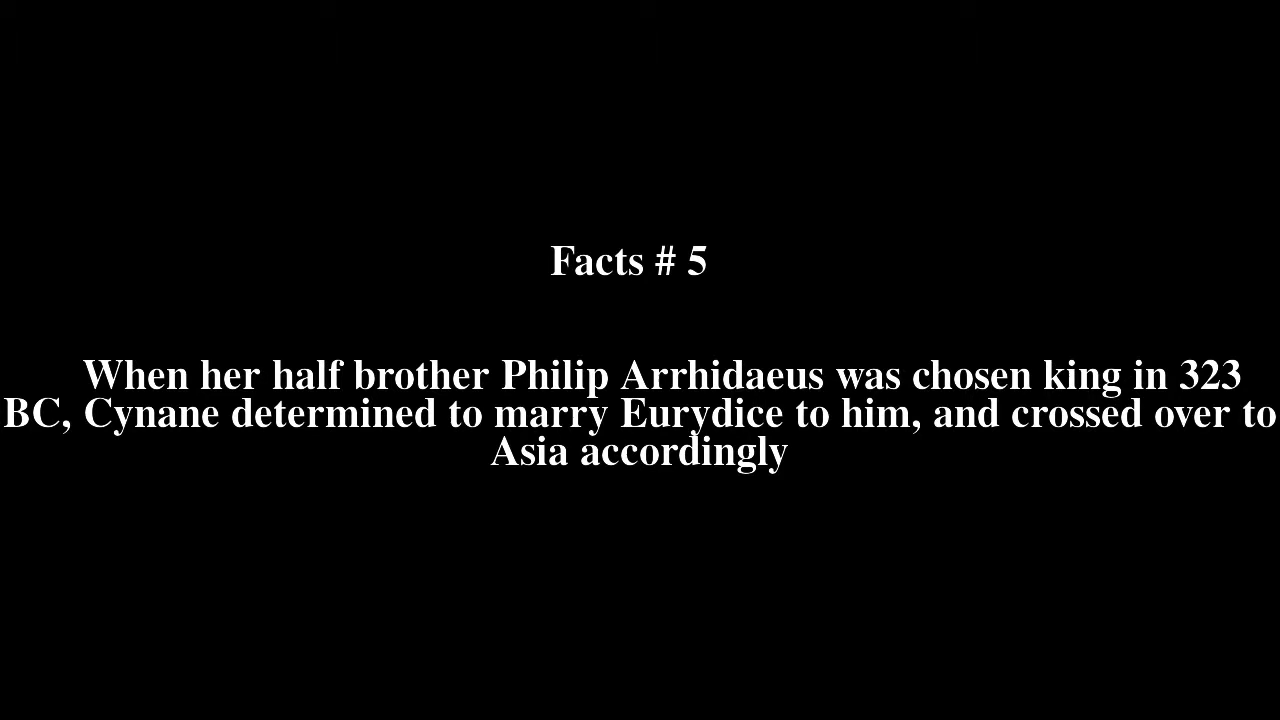 Facts # 5
When her half brother Philip Arrhidaeus was chosen king in 323
BC, Cynane determined to marry Eurydice to him, and crossed over to
Asia accordingly